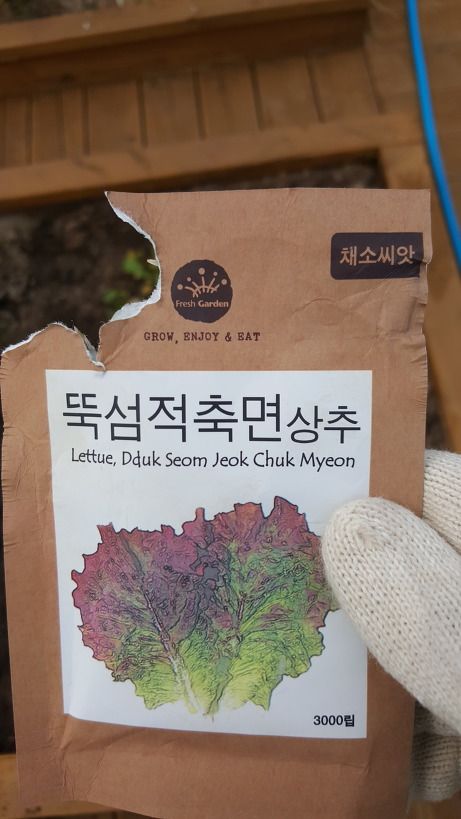 채소씨앗
Fresh Garden
GROW, ENJOY & EAT
뚝섬적축면상추
Lettue, Dduk Seom Jeok Chuk Myeon
3000립